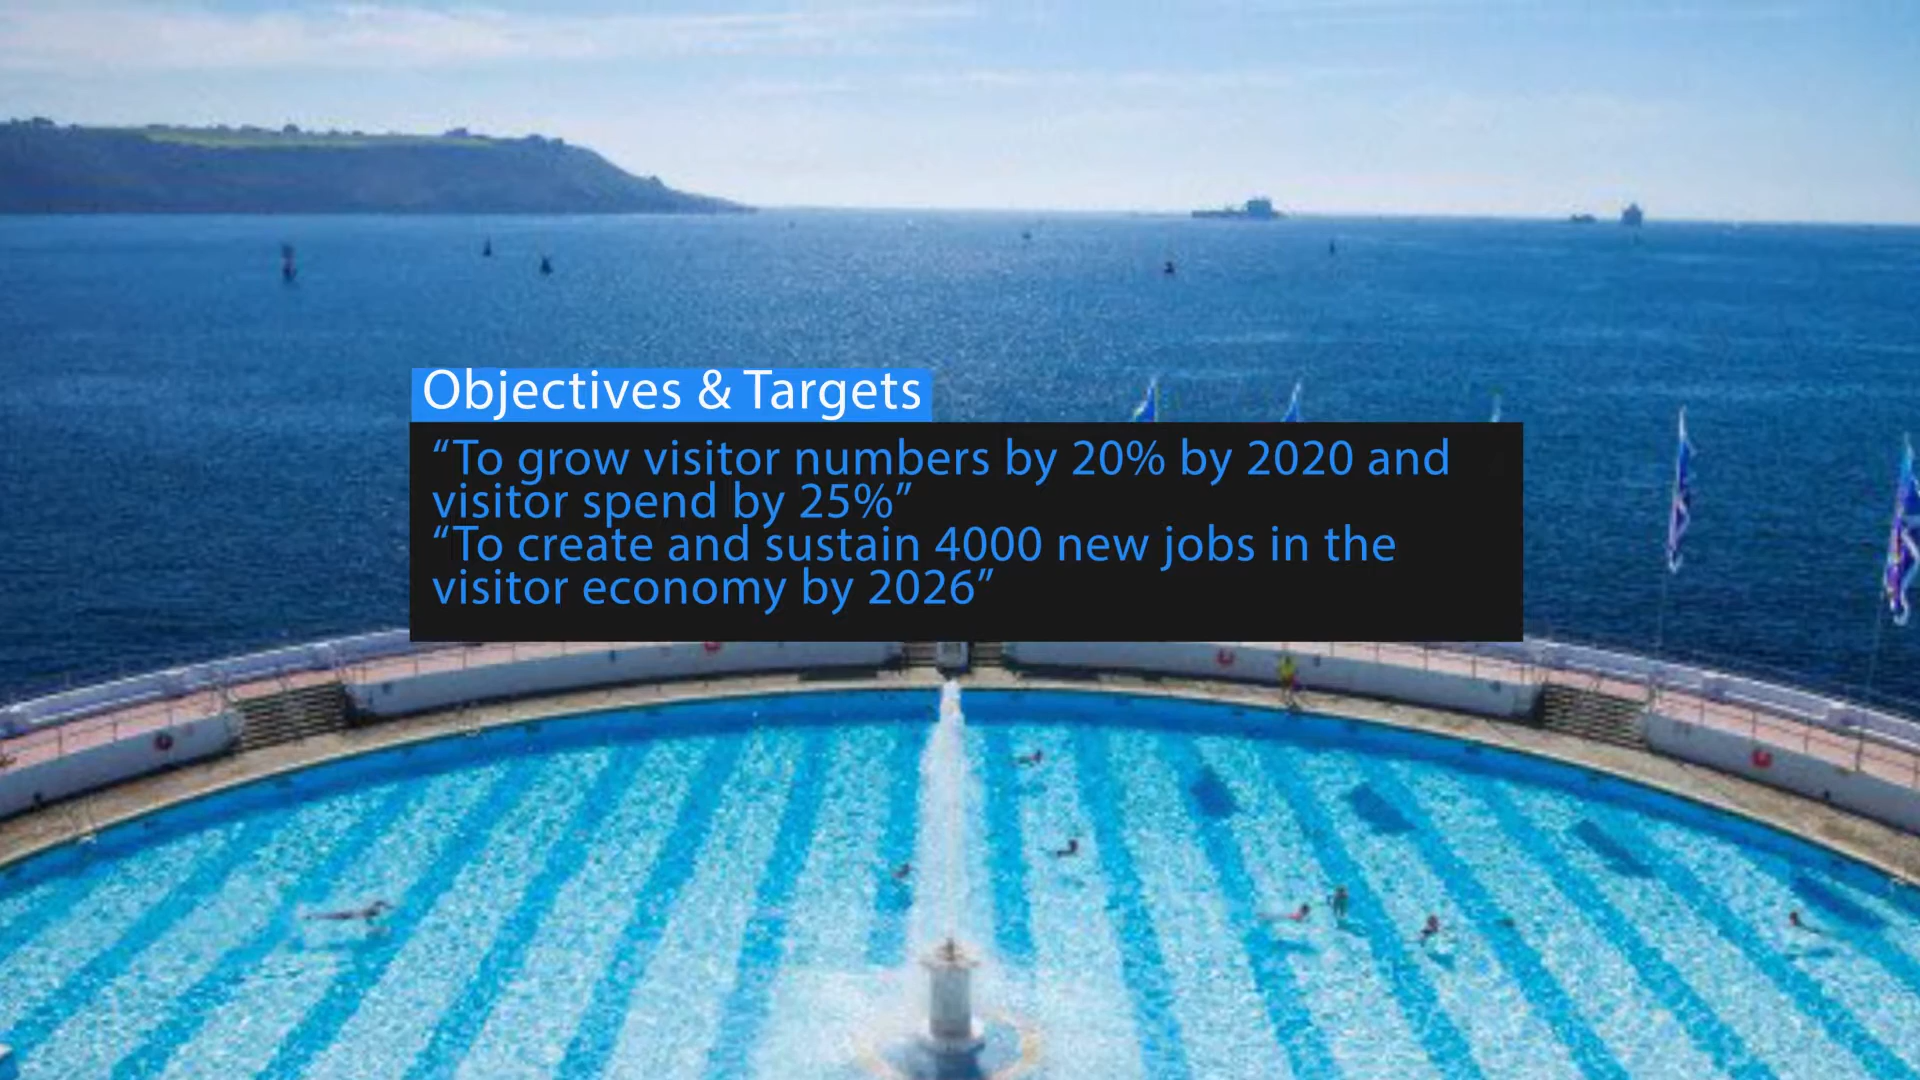 Objectives & Targets
“To grow visitor numbers by 20% by 2020 and
visitor spend by 25%”
“To create and sustain 4000 new jobs in the
visitor economy by 2026”